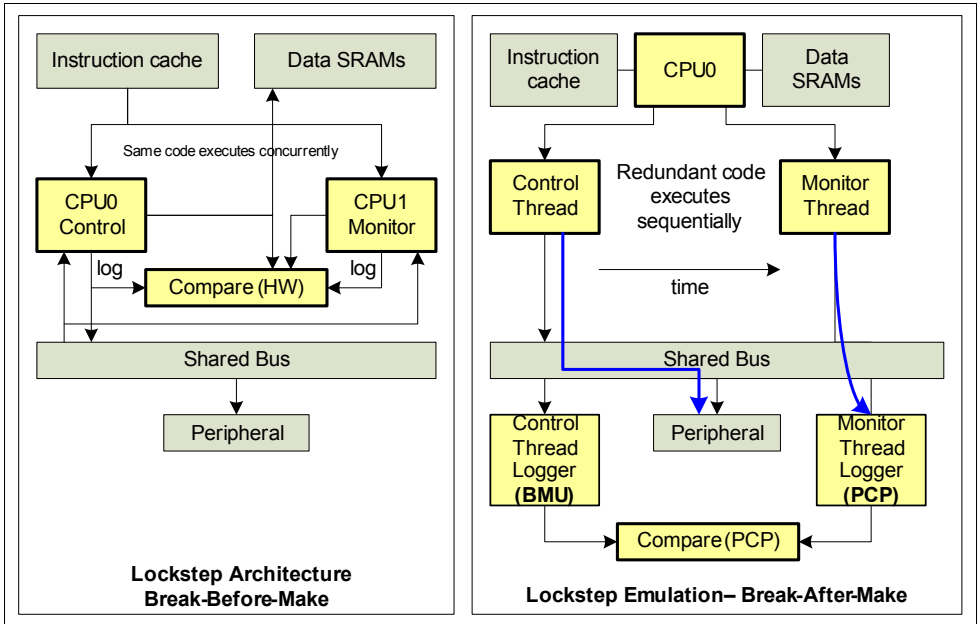 Instruction cache
Data SRAMs
Same code executes concurrently
CPU0
Control
CPU1
Monitor
log
log
Compare (HW)
Shared Bus
Peripheral
Lockstep Architecture
Break-Before-Make
Instruction
cache
CPU0
Data
SRAMs
Control
Thread
Redundant code
executes
sequentially
Monitor
Thread
time
Shared Bus
Control
Thread
Logger
(BMU)
Peripheral
Monitor
Thread
Logger
(PCP)
Compare (PCP)
Lockstep Emulation– Break-After-Make